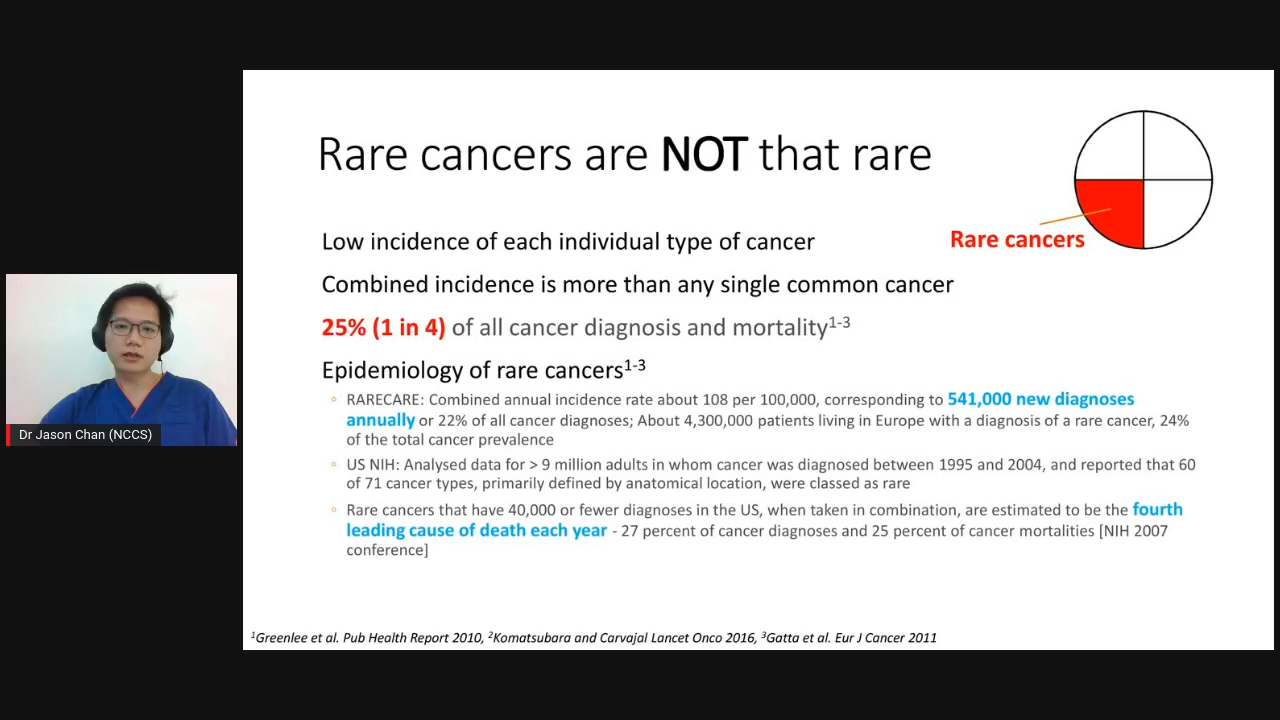 Rare cancers are NOT that rare
Rare cancers
Low incidence of each individual type of cancer
Combined incidence is more than any single common cancer
25% (1 in 4) of all cancer diagnosis and mortality1-3
Epidemiology of rare cancers1-3
◦ RARECARE: Combined annual incidence rate about 108 per 100,000, corresponding to 541,000 new diagnoses
annually or 22% of all cancer diagnoses; About 4,300,000 patients living in Europe with a diagnosis of a rare cancer, 24%
of the total cancer prevalence
◦ US NIH: Analysed data for > 9 million adults in whom cancer was diagnosed between 1995 and 2004, and reported that 60
of 71 cancer types, primarily defined by anatomical location, were classed as rare
◦ Rare cancers that have 40,000 or fewer diagnoses in the US, when taken in combination, are estimated to be the fourth
leading cause of death each year - 27 percent of cancer diagnoses and 25 percent of cancer mortalities [NIH 2007
conference]
1Greenlee et al. Pub Health Report 2010, 2Komatsubara and Carvajal Lancet Onco 2016, 3Gatta et al. Eur J Cancer 2011
Dr Jason Chan (NCCS)